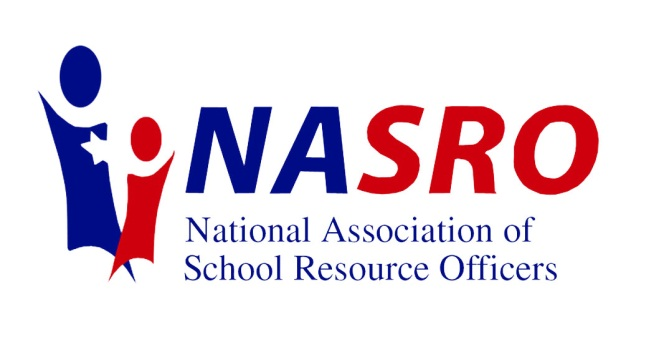 NASRO
National Association of
School Resource Officers